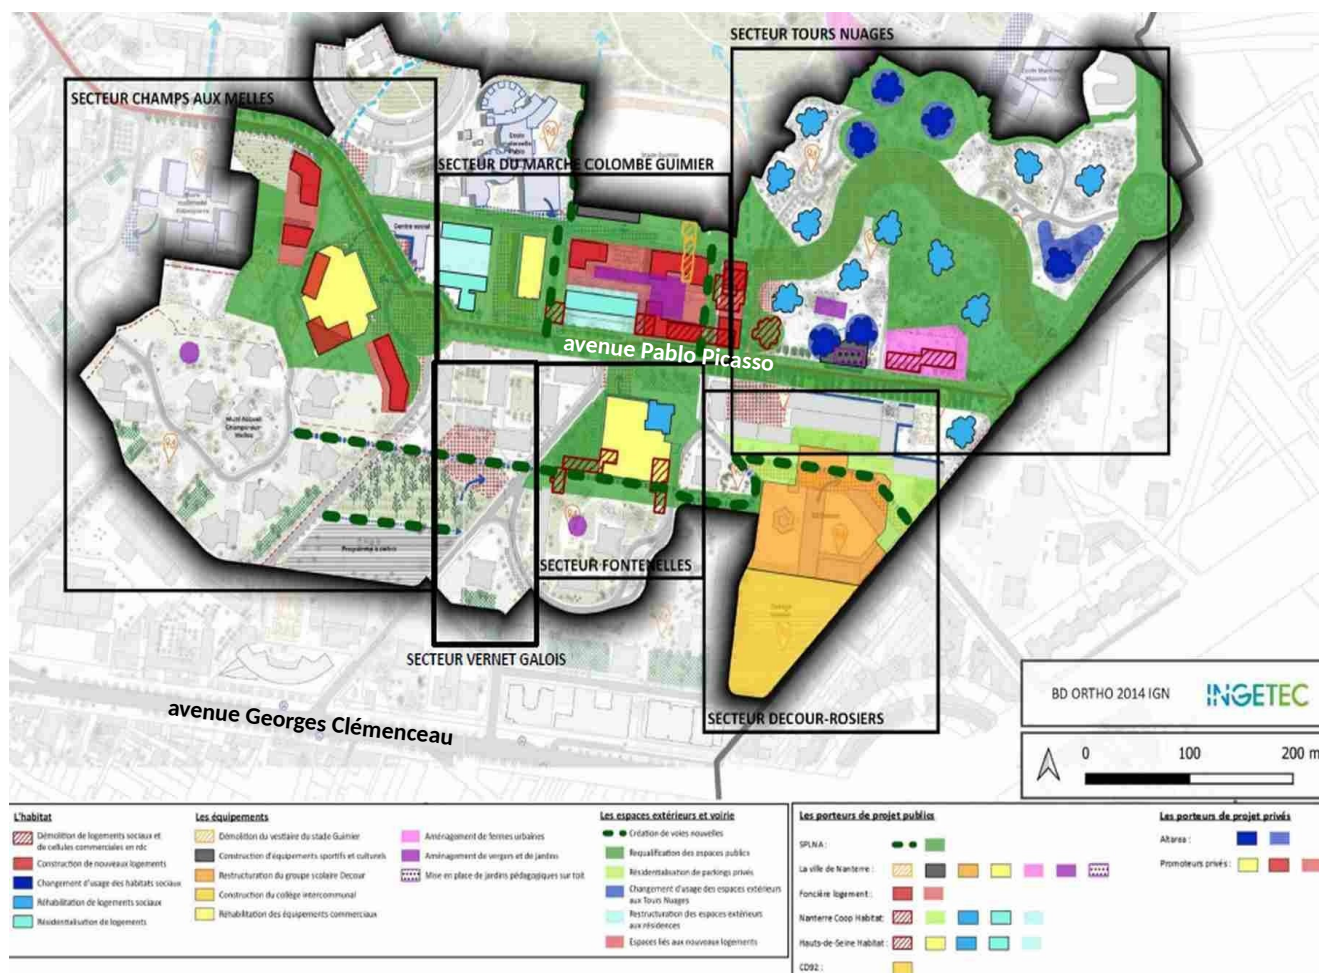 SECTEUR TOURS NUAGES
SECTEUR CHAMPS AUX MELLES
SECTEUR DU MARCHE COLOMBE GUIMIER
Centre social
avenue Pablo Picasso
SECTEUR FONTENELLES
SECTEUR VERNET GALOIS
SECTEUR DECOUR-ROSIERS
avenue Georges Clémenceau
BD ORTHO 2014 IGN
INGETEC
0 100 200 m
L'habitat
Démolition de logements sociaux et
de cellules commerciales en rdc
Construction de nouveaux logements
Changement d'usage des habitats sociaux
Réhabilitation de logements sociaux
Résidentialisation de logements
Les équipements
Démolition du vestiaire du stade Guimier
Construction d'équipements sportifs et culturels
Restructuration du groupe scolaire Decour
Construction du collège intercommunal
Réhabilitation des équipements commerciaux
Aménagement de fermes urbaines
Aménagement de vergers et de jardins
Mise en place de jardins pédagogiques sur toit
Les espaces extérieurs et voirie
Création de voies nouvelles
Requalification des espaces publics
Résidentialisation de parkings privés
Changement d'usage des espaces extérieurs
aux Tours Nuages
Restructuration des espaces extérieurs
aux résidences
Espaces liés aux nouveaux logements
Les porteurs de projet publics
SPLNA :
La ville de Nanterre :
Foncière logement :
Nanterre Coop Habitat:
Hauts-de-Seine Habitat:
CD92 :
Les porteurs de projet privés
Altarea :
Promoteurs privés :